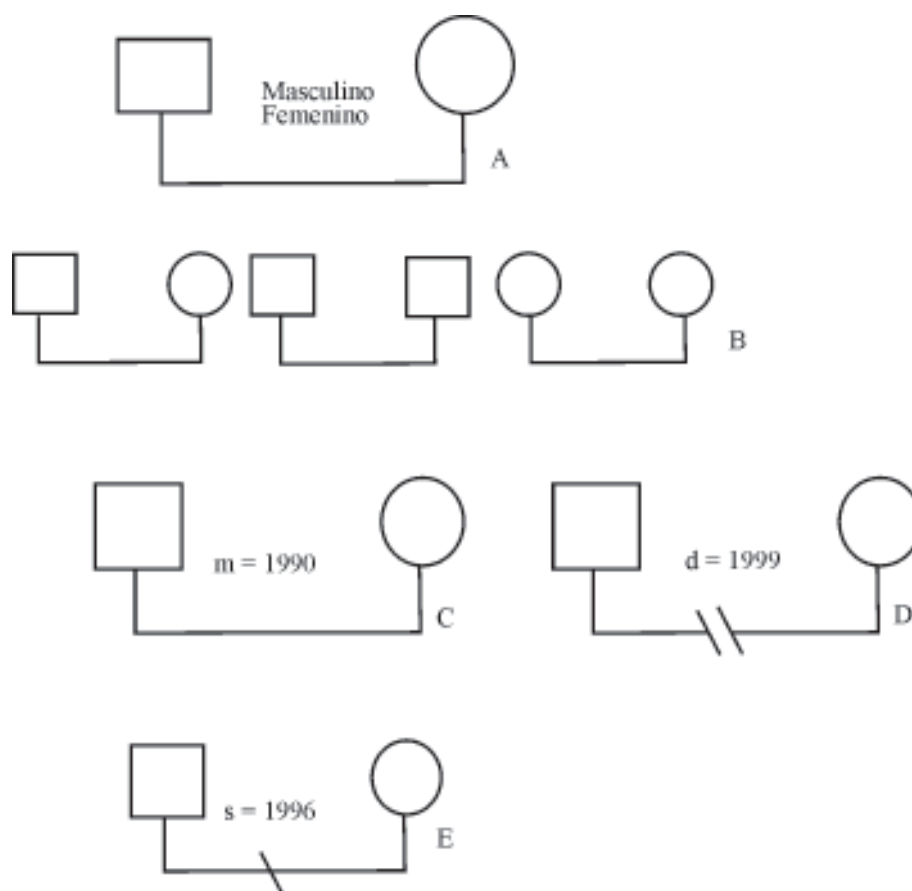 Masculino
Femenino
A
B
m = 1990
C
d = 1999
D
s = 1996
E